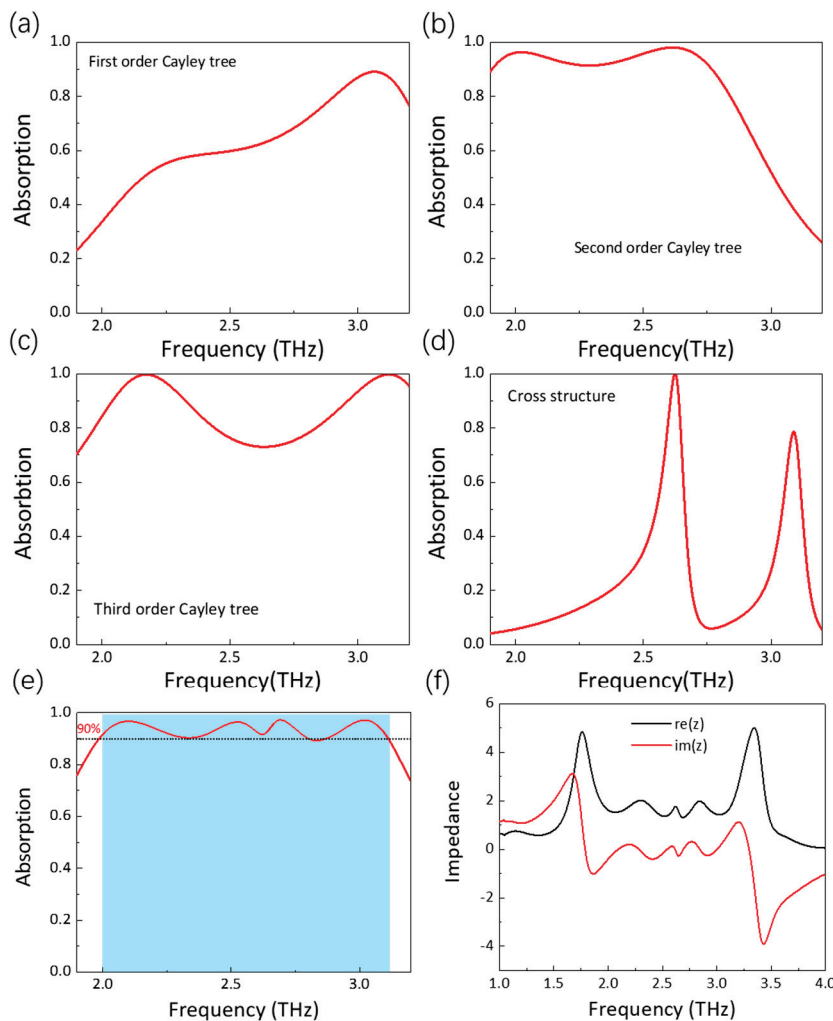 (a)
First order Cayley tree
Absorption
1.0
0.8
0.6
0.4
0.2
0.0
2.0 2.5 3.0
Frequency (THz)
(b)
Second order Cayley tree
Absorption
1.0
0.8
0.6
0.4
0.2
0.0
2.0 2.5 3.0
Frequency(THz)
(c)
Third order Cayley tree
Absorbtion
1.0
0.8
0.6
0.4
0.2
0.0
2.0 2.5 3.0
Frequency(THz)
(d)
Cross structure
Absorption
1.0
0.8
0.6
0.4
0.2
0.0
2.0 2.5 3.0
Frequency(THz)
(e)
90%
Absorption
1.0
0.8
0.6
0.4
0.2
0.0
2.0 2.5 3.0
Frequency (THz)
(f)
re(z)
im(z)
Impedance
6
4
2
0
-2
-4
1.0 1.5 2.0 2.5 3.0 3.5 4.0
Frequency (THz)